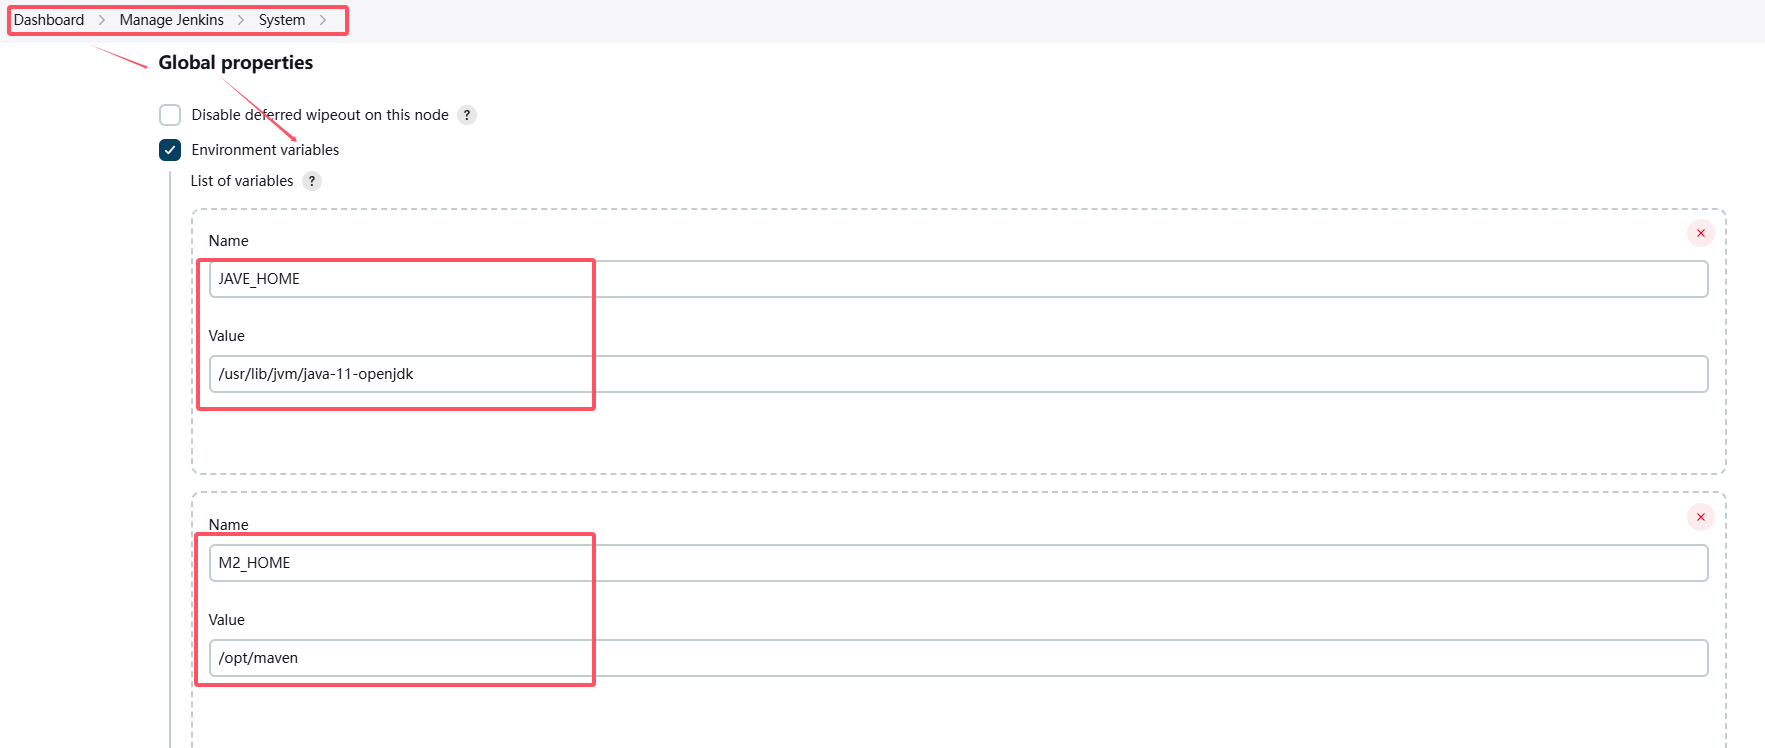 Dashboard > Manage Jenkins > System >
Global properties
Disable deferred wipeout on this node ?
Environment variables
List of variables ?
Name
JAVE_HOME
Value
/usr/lib/jvm/java-11-openjdk
Name
M2_HOME
Value
/opt/maven